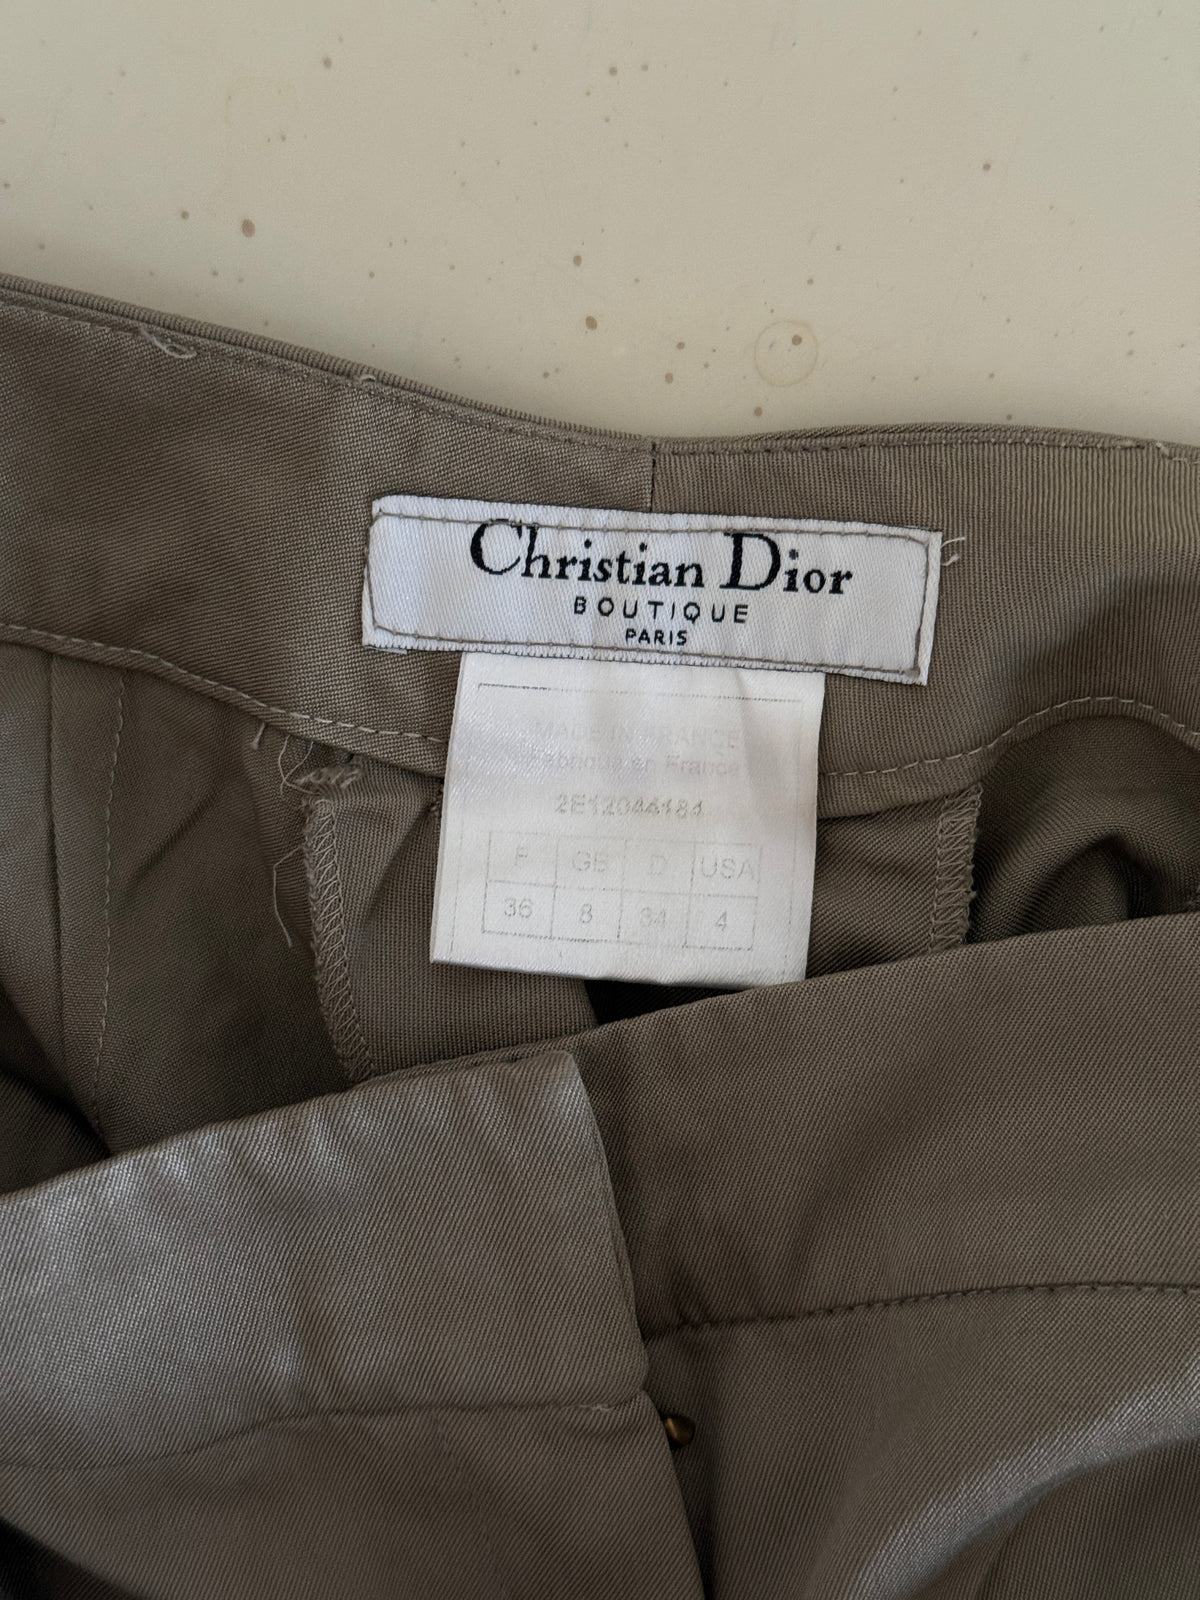 Christian Dior
BOUTIQUE
PARIS
MADE IN FRANCE
Fabriqué en France
F GB D USA
36 8 34 4